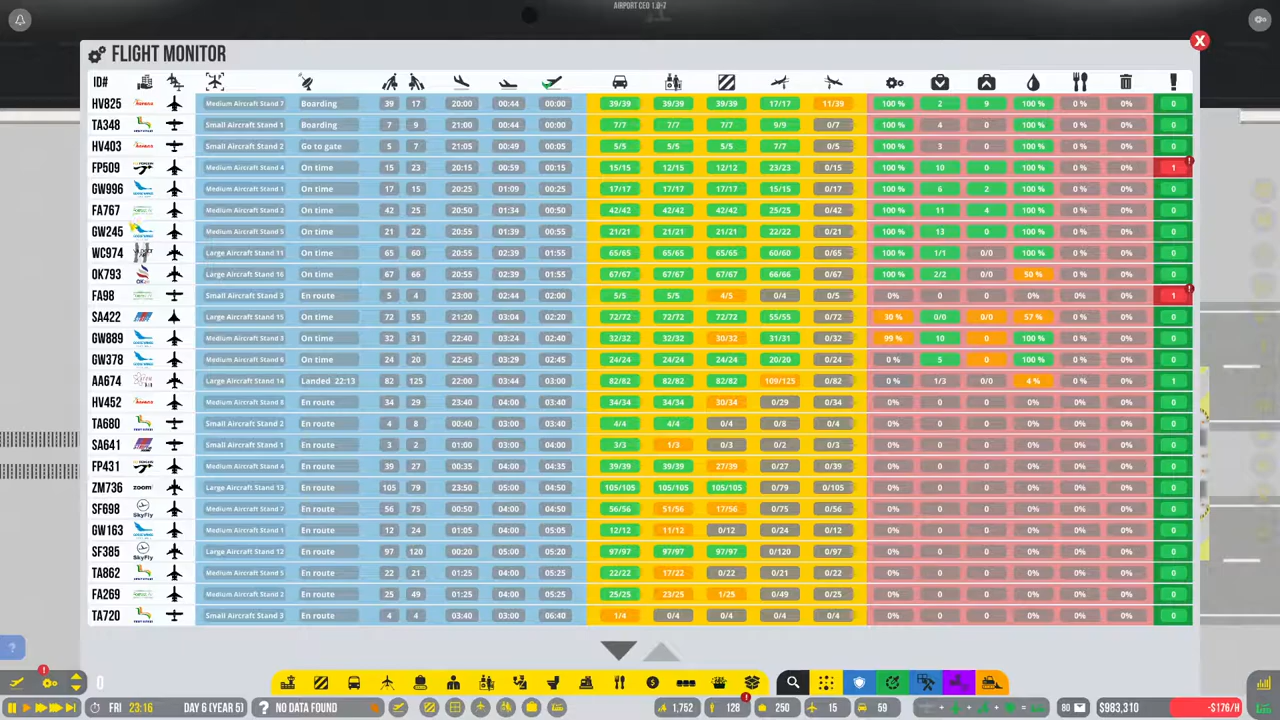 AIRPORT CEO 1.0-7
FLIGHT MONITOR
X
ID#
HV825 Medium Aircraft Stand 7 Boarding 39 17 20:00 00:44 00:00 39/39 39/39 39/39 17/17 11/39 100 % 2 9 100 % 0 % 0% 0
TA348 Small Aircraft Stand 1 Boarding 7 9 21:00 00:44 00:00 7/7 7/7 7/7 9/9 0/7 100 % 4 0 100 % 0 % 0% 0
HV403 Small Aircraft Stand 2 Go to gate 5 7 21:05 00:49 00:05 5/5 5/5 5/5 7/7 0/5 100 % 3 0 100 % 0 % 0% 0
FP509 Medium Aircraft Stand 4 On time 15 23 20:15 00:59 00:15 15/15 15/15 12/12 23/23 0/15 100 % 10 0 100 % 0 % 0% 1
GW996 Medium Aircraft Stand 1 On time 17 15 20:25 01:09 00:25 17/17 17/17 17/17 15/15 0/17 100 % 6 2 100 % 0 % 0% 0
FA767 Medium Aircraft Stand 2 On time 42 25 20:50 01:34 00:50 42/42 42/42 42/42 25/25 0/42 100 % 11 4 100 % 0 % 0% 0
GW245 Medium Aircraft Stand 5 On time 21 22 20:55 01:39 00:55 21/21 21/21 21/21 22/22 0/21 100 % 13 0 100 % 0 % 0% 0
WC974 Large Aircraft Stand 11 On time 65 60 20:55 02:39 01:55 65/65 65/65 65/65 60/60 0/65 100 % 1/1 0/0 100 % 0 % 0% 0
OK793 Large Aircraft Stand 16 On time 67 66 20:55 02:39 01:55 67/67 67/67 67/67 66/66 0/67 100 % 2/2 0/0 50 % 0 % 0% 0
FA98 Small Aircraft Stand 3 En route 5 4 23:00 02:44 02:00 5/5 5/5 4/5 0/4 0/5 0% 0 0 0% 0% 0% 1
SA422 Large Aircraft Stand 15 On time 72 55 21:20 03:04 02:20 72/72 72/72 72/72 55/55 0/72 30 % 0/0 0/0 57 % 0 % 0% 0
GW889 Medium Aircraft Stand 3 On time 32 31 22:40 03:24 02:45 32/32 32/32 30/32 31/31 0/32 99 % 10 0 100 % 0 % 0% 0
GW378 Medium Aircraft Stand 6 On time 24 20 22:45 03:29 02:45 24/24 24/24 24/24 20/20 0/24 0 % 5 0 100 % 0 % 0% 0
AA674 Large Aircraft Stand 14 Landed 22:13 82 125 22:00 03:44 03:00 82/82 82/82 82/82 109/125 0/82 0 % 1/3 0/0 4 % 0 % 0% 1
HV452 Medium Aircraft Stand 8 En route 34 29 23:40 04:00 03:40 34/34 34/34 30/34 0/29 0/34 0% 0 0 0% 0% 0% 0
TA680 Small Aircraft Stand 2 En route 4 8 00:40 03:00 03:40 4/4 4/4 0/4 0/8 0/4 0% 0 0 0% 0% 0% 0
SA641 Small Aircraft Stand 1 En route 3 2 01:00 03:00 04:00 3/3 1/3 0/3 0/2 0/3 0% 0 0 0% 0% 0% 0
FP431 Medium Aircraft Stand 4 En route 39 27 00:35 04:00 04:35 39/39 39/39 27/39 0/27 0/39 0% 0 0 0% 0% 0% 0
ZM736 zoom Large Aircraft Stand 13 En route 105 79 23:50 05:00 04:50 105/105 105/105 105/105 0/79 0/105 0% 0 0 0% 0% 0% 0
SF698 SkyFly Medium Aircraft Stand 7 En route 56 75 00:50 04:00 04:50 56/56 51/56 17/56 0/75 0/56 0% 0 0 0% 0% 0% 0
GW163 Medium Aircraft Stand 1 En route 12 24 01:05 04:00 05:05 12/12 11/12 0/12 0/24 0/12 0% 0 0 0% 0% 0% 0
SF385 SkyFly Large Aircraft Stand 12 En route 97 120 00:20 05:00 05:20 97/97 97/97 97/97 0/120 0/97 0% 0 0 0% 0% 0% 0
TA862 Medium Aircraft Stand 5 En route 22 21 01:25 04:00 05:25 22/22 17/22 0/22 0/21 0/22 0% 0 0 0% 0% 0% 0
FA269 Medium Aircraft Stand 2 En route 25 49 01:25 04:00 05:25 25/25 23/25 1/25 0/49 0/25 0% 0 0 0% 0% 0% 0
TA720 Small Aircraft Stand 3 En route 4 4 03:40 03:00 06:40 1/4 0/4 0/4 0/4 0/4 0% 0 0 0% 0% 0% 0
?
0
FRI 23:16 DAY 6 (YEAR 5) ? NO DATA FOUND 1,752 128 250 15 59 80 $983,310 -$176/H